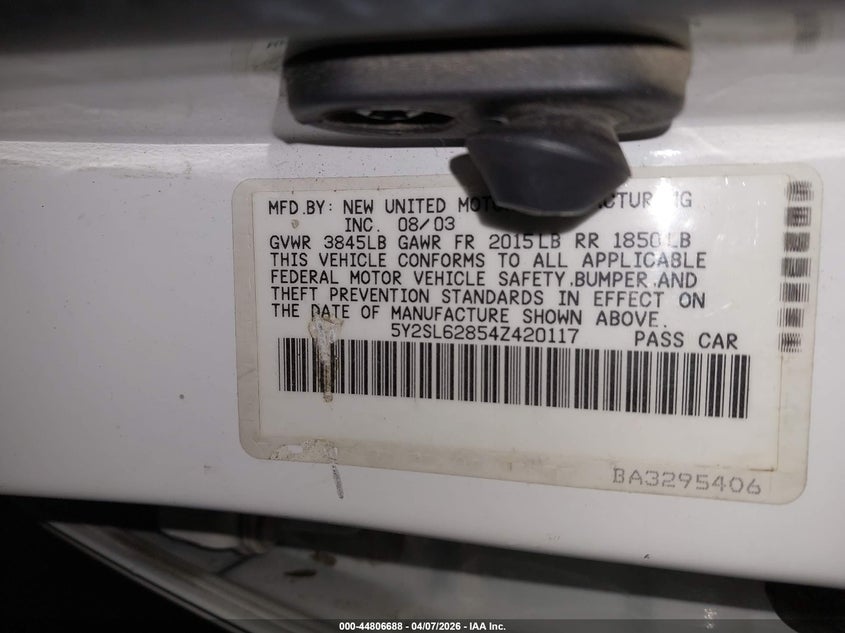 MFD.BY: NEW UNITED MOTOR ACTURING
INC. 08/03
GVWR 3845LB GAWR FR 2015LB RR 1850LB
THIS VEHICLE CONFORMS TO ALL APPLICABLE
FEDERAL MOTOR VEHICLE SAFETY,BUMPER,AND
THEFT PREVENTION STANDARDS IN EFFECT ON
THE DATE OF MANUFACTURE SHOWN ABOVE.
5Y2SL62854Z420117 PASS CAR
BA3295406
000-44806688 - 04/07/2026 - IAA Inc.